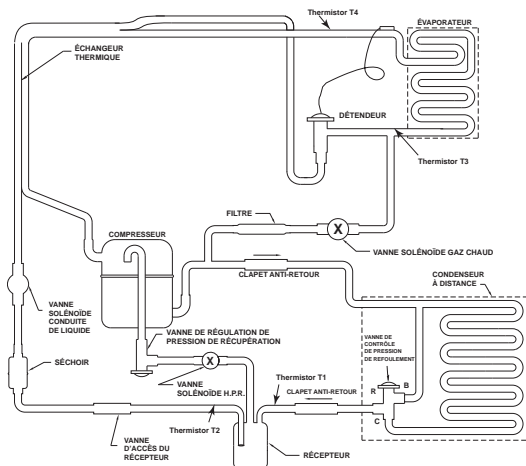 Thermistor T4
ÉVAPORATEUR
ÉCHANGEUR
THERMIQUE
DÉTENDEUR
Thermistor T3
COMPRESSEUR
FILTRE
X
VANNE SOLÉNOÏDE GAZ CHAUD
CLAPET ANTI-RETOUR
CONDENSEUR
À DISTANCE
VANNE
SOLÉNOÏDE
CONDUITE
DE LIQUIDE
VANNE DE RÉGULATION DE
PRESSION DE RÉCUPÉRATION
VANNE DE
CONTRÔLE
DE PRESSION
DE REFOULEMENT
SÉCHOIR
X
VANNE
SOLÉNOÏDE H.P.R.
Thermistor T1
CLAPET ANTI-RETOUR
R
B
C
VANNE
D'ACCÈS DU
RÉCEPTEUR
Thermistor T2
RÉCEPTEUR